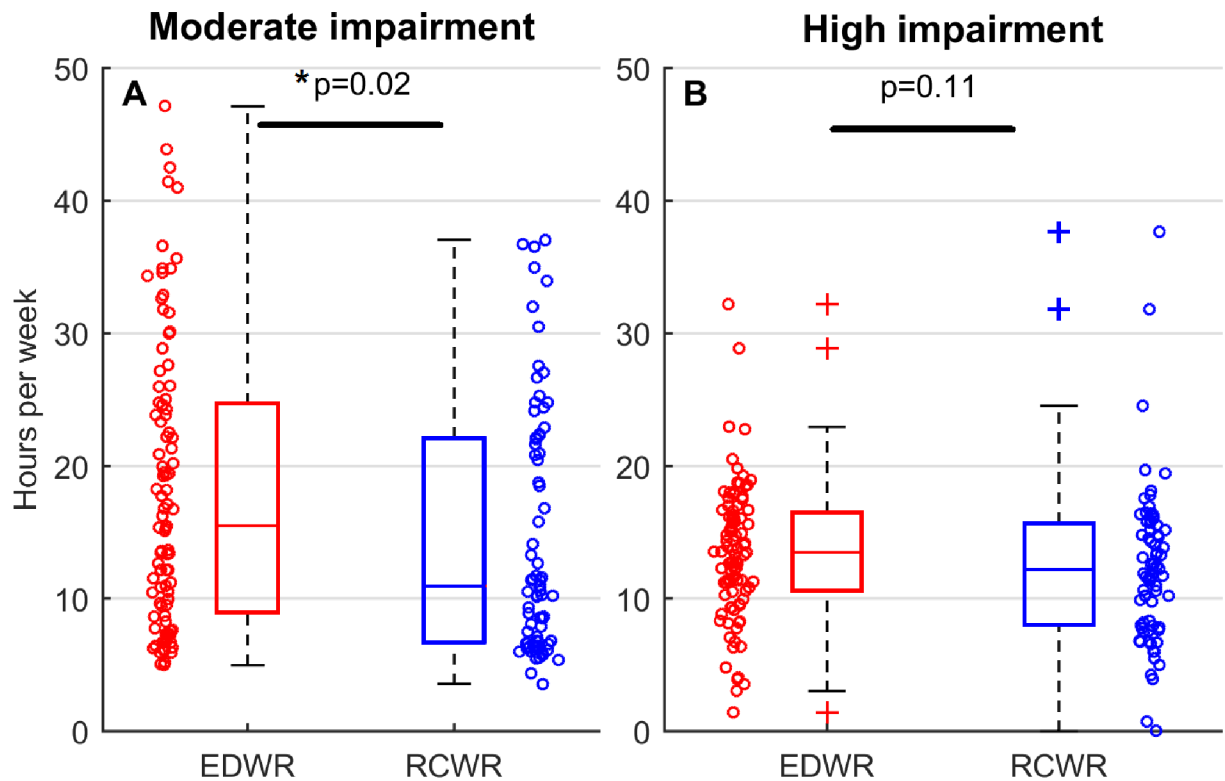 Moderate impairment
High impairment
A
* p=0.02
B
p=0.11
Hours per week
50
40
30
20
10
0
EDWR
RCWR
50
40
30
20
10
0
EDWR
RCWR